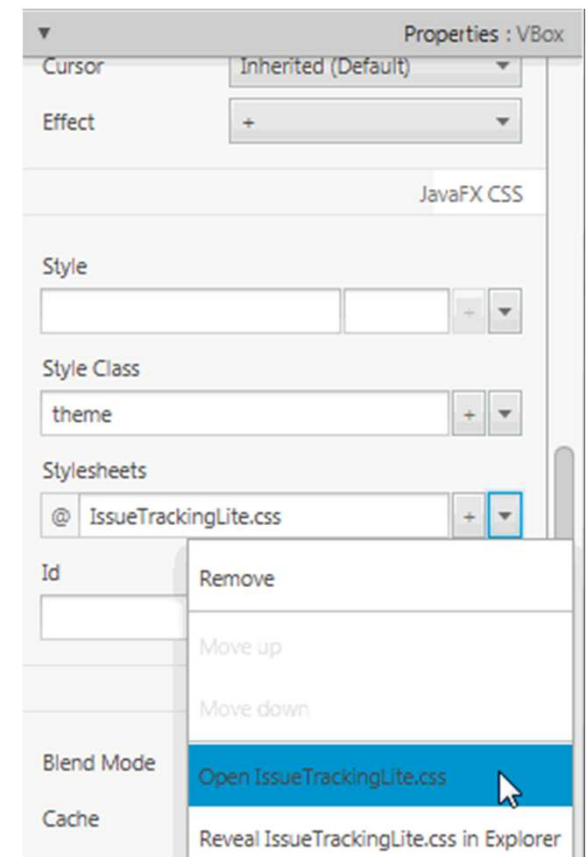 ▼ Properties : VBox
Cursor Inherited (Default)
Effect +
JavaFX CSS
Style
+
Style Class
theme +
Stylesheets
@ IssueTrackingLite.css +
Id
Remove
Move up
Move down
Blend Mode
Open IssueTrackingLite.css
Cache
Reveal IssueTrackingLite.css in Explorer